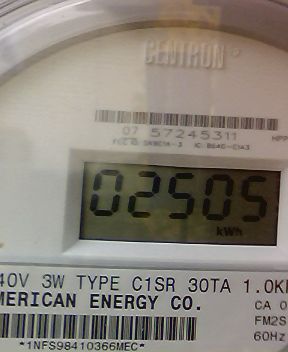 CENTRON®
07 57245311
02505
kWh
40V 3W TYPE C1SR 30TA 1.0K
MERICAN ENERGY CO.
CA 0
FM2S
60Hz
*1NFS98410366MEC*